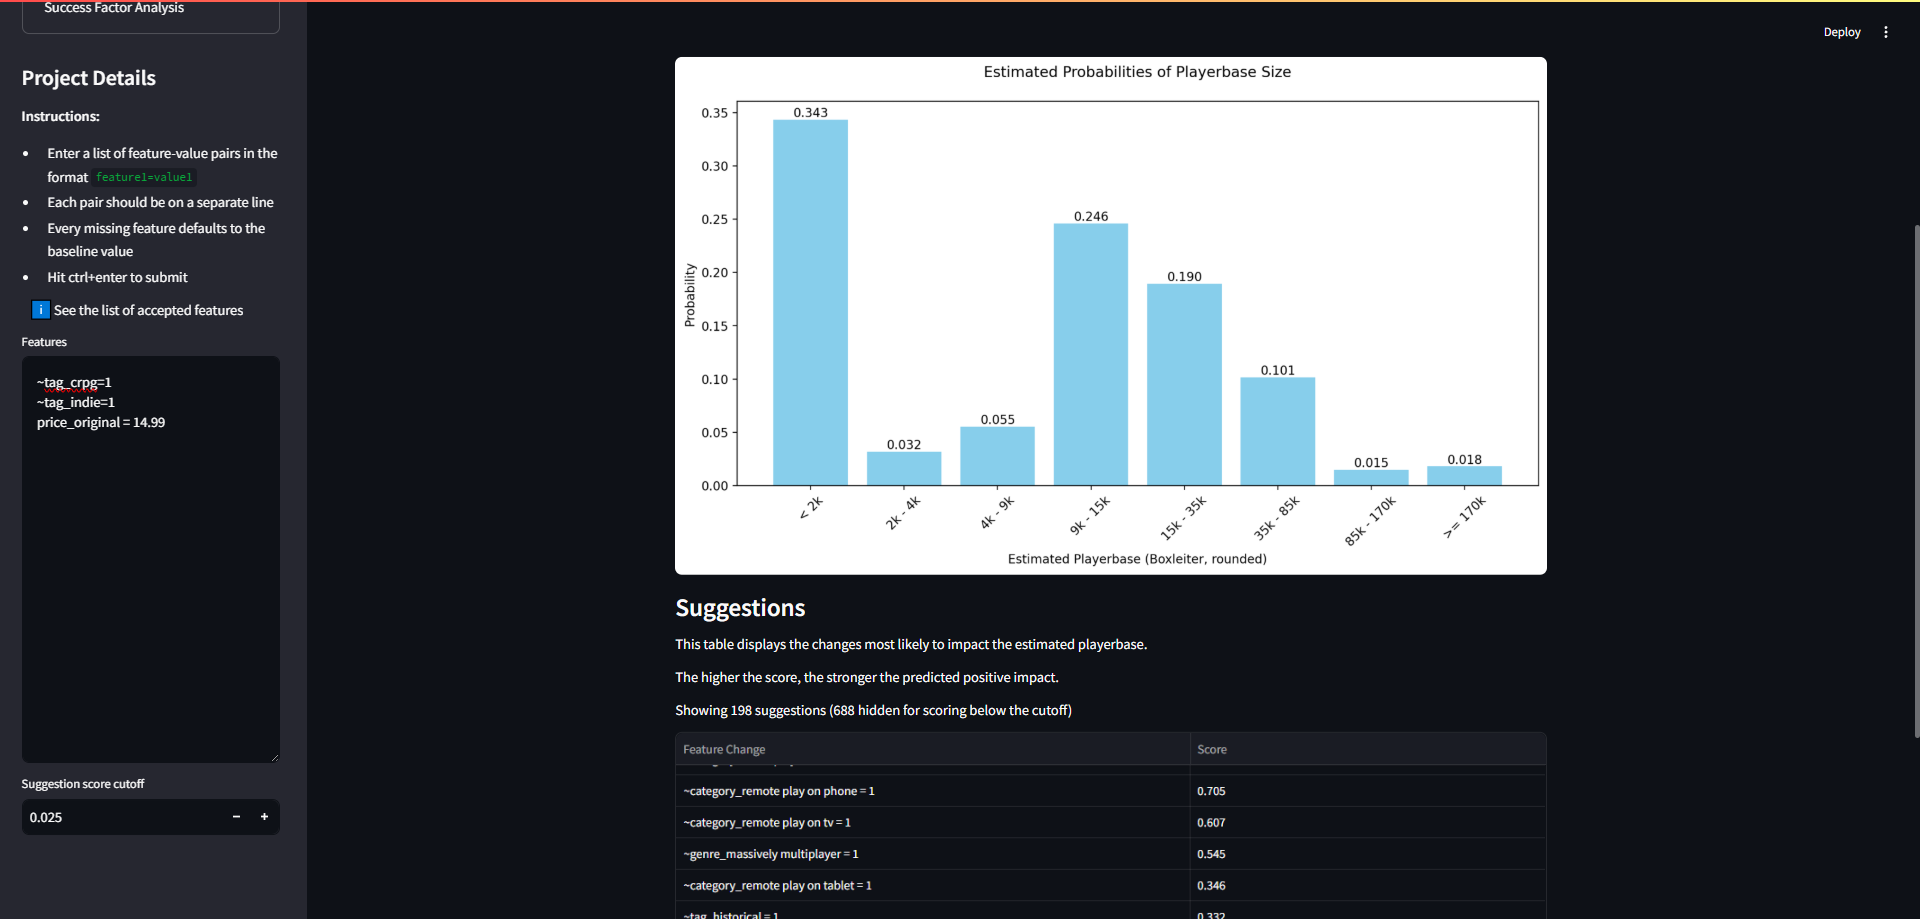 Success Factor Analysis
Project Details
Instructions:
Enter a list of feature-value pairs in the
format feature1=value1
Each pair should be on a separate line
Every missing feature defaults to the
baseline value
Hit ctrl+enter to submit
i See the list of accepted features
Features
~tag_crpg=1
~tag_indie=1
price_original = 14.99
Suggestion score cutoff
0.025
Deploy
Estimated Probabilities of Playerbase Size
Probability
0.35
0.30
0.25
0.20
0.15
0.10
0.05
0.00
0.343
0.032
0.055
0.246
0.190
0.101
0.015
0.018
< 2k
2k - 4k
4k - 9k
9k - 15k
15k - 35k
35k - 85k
85k - 170k
>= 170k
Estimated Playerbase (Boxleiter, rounded)
Suggestions
This table displays the changes most likely to impact the estimated playerbase.
The higher the score, the stronger the predicted positive impact.
Showing 198 suggestions (688 hidden for scoring below the cutoff)
Feature Change Score
~category_remote play on phone = 1 0.705
~category_remote play on tv = 1 0.607
~genre_massively multiplayer = 1 0.545
~category_remote play on tablet = 1 0.346
~tag_historical = 1 0.332